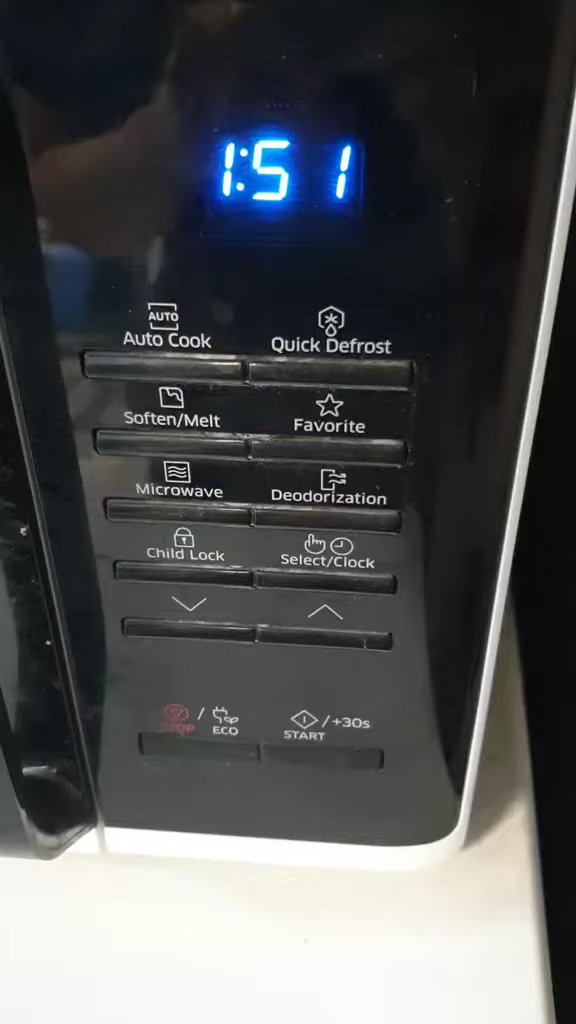 1:51
AUTO
Auto Cook Quick Defrost
Soften/Melt Favorite
Microwave Deodorization
Child Lock Select/Clock
STOP / ECO START /+30s